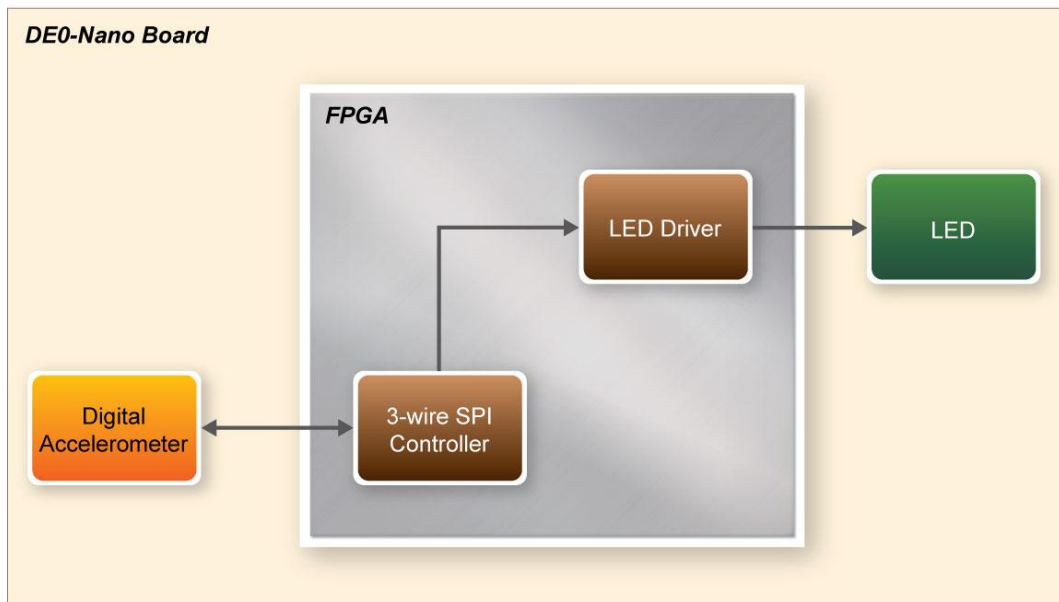 DE0-Nano Board
FPGA
LED Driver
LED
Digital
Accelerometer
3-wire SPI
Controller